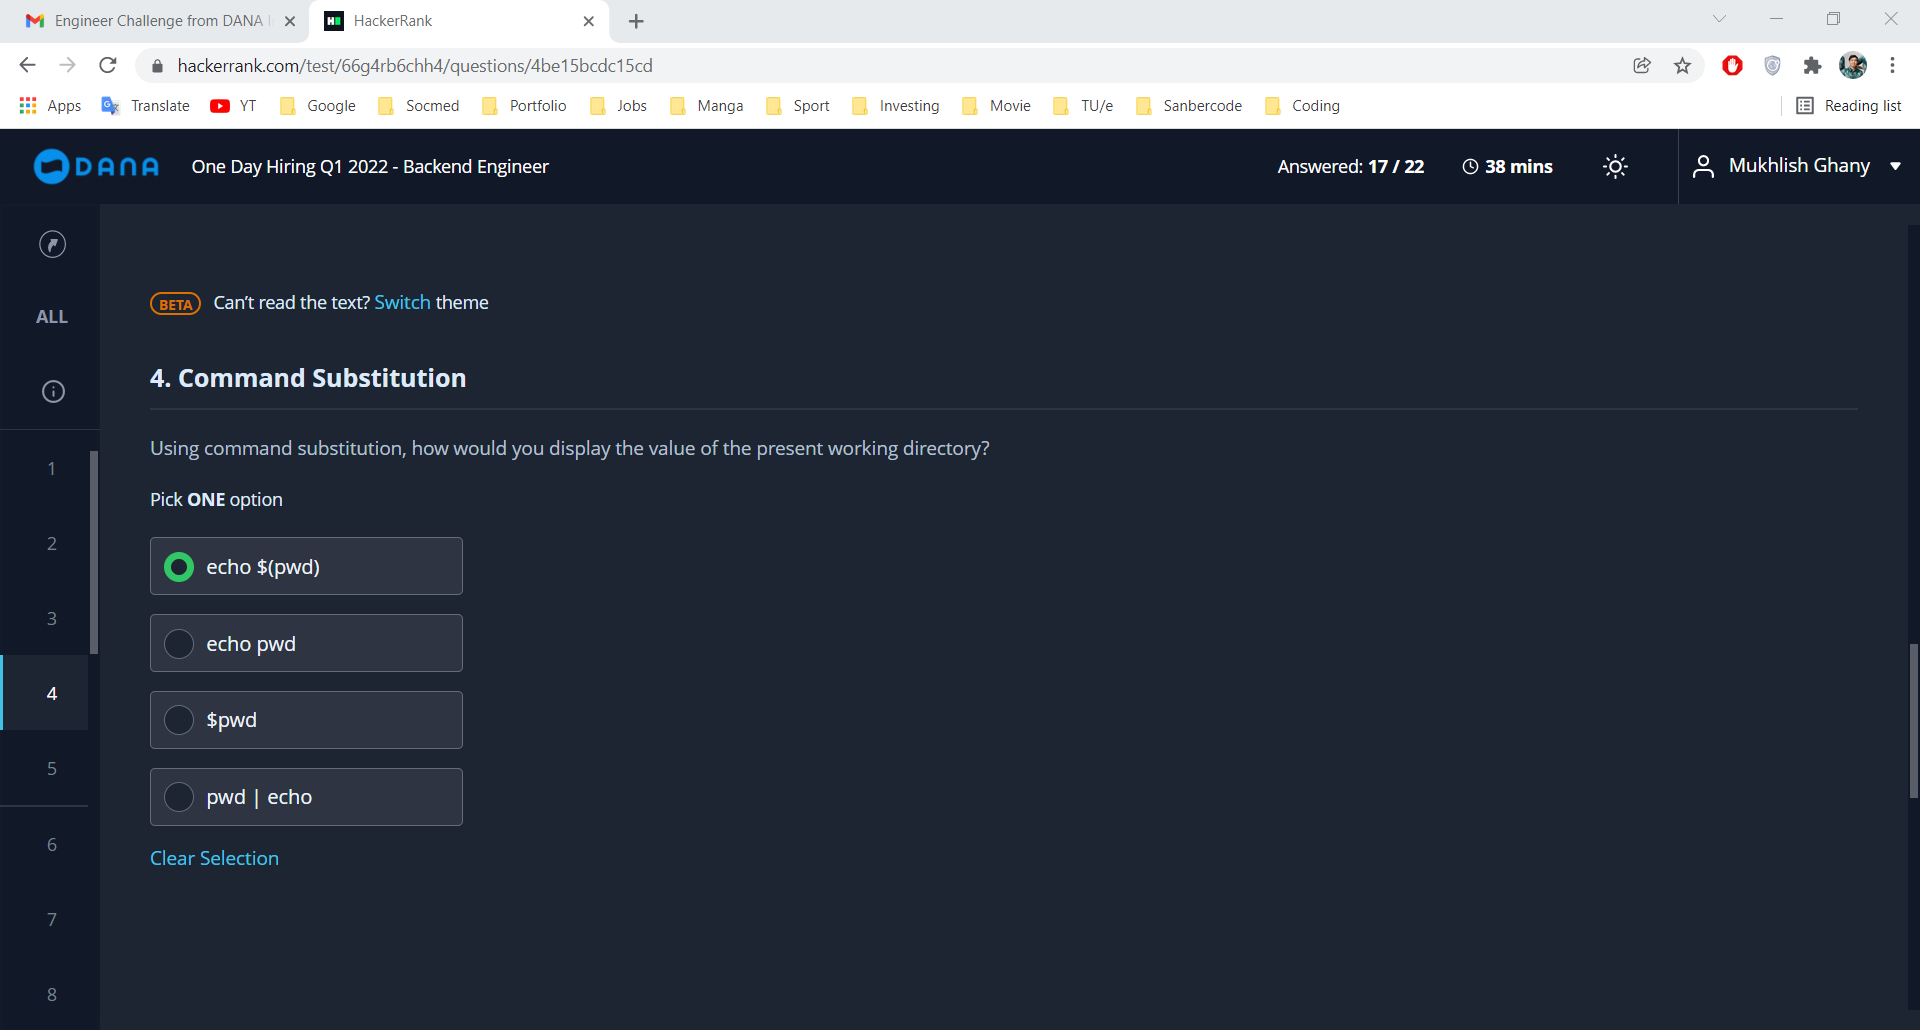 Engineer Challenge from DANA
HackerRank
hackerrank.com/test/66g4rb6chh4/questions/4be15bcdc15cd
Apps Translate YT Google Socmed Portfolio Jobs Manga Sport Investing Movie TU/e Sanbercode Coding Reading list
DANA One Day Hiring Q1 2022 - Backend Engineer Answered: 17 / 22 38 mins Mukhlish Ghany
ALL
BETA Can't read the text? Switch theme
4. Command Substitution
Using command substitution, how would you display the value of the present working directory?
Pick ONE option
echo $(pwd)
echo pwd
$pwd
pwd | echo
Clear Selection
1
2
3
4
5
6
7
8